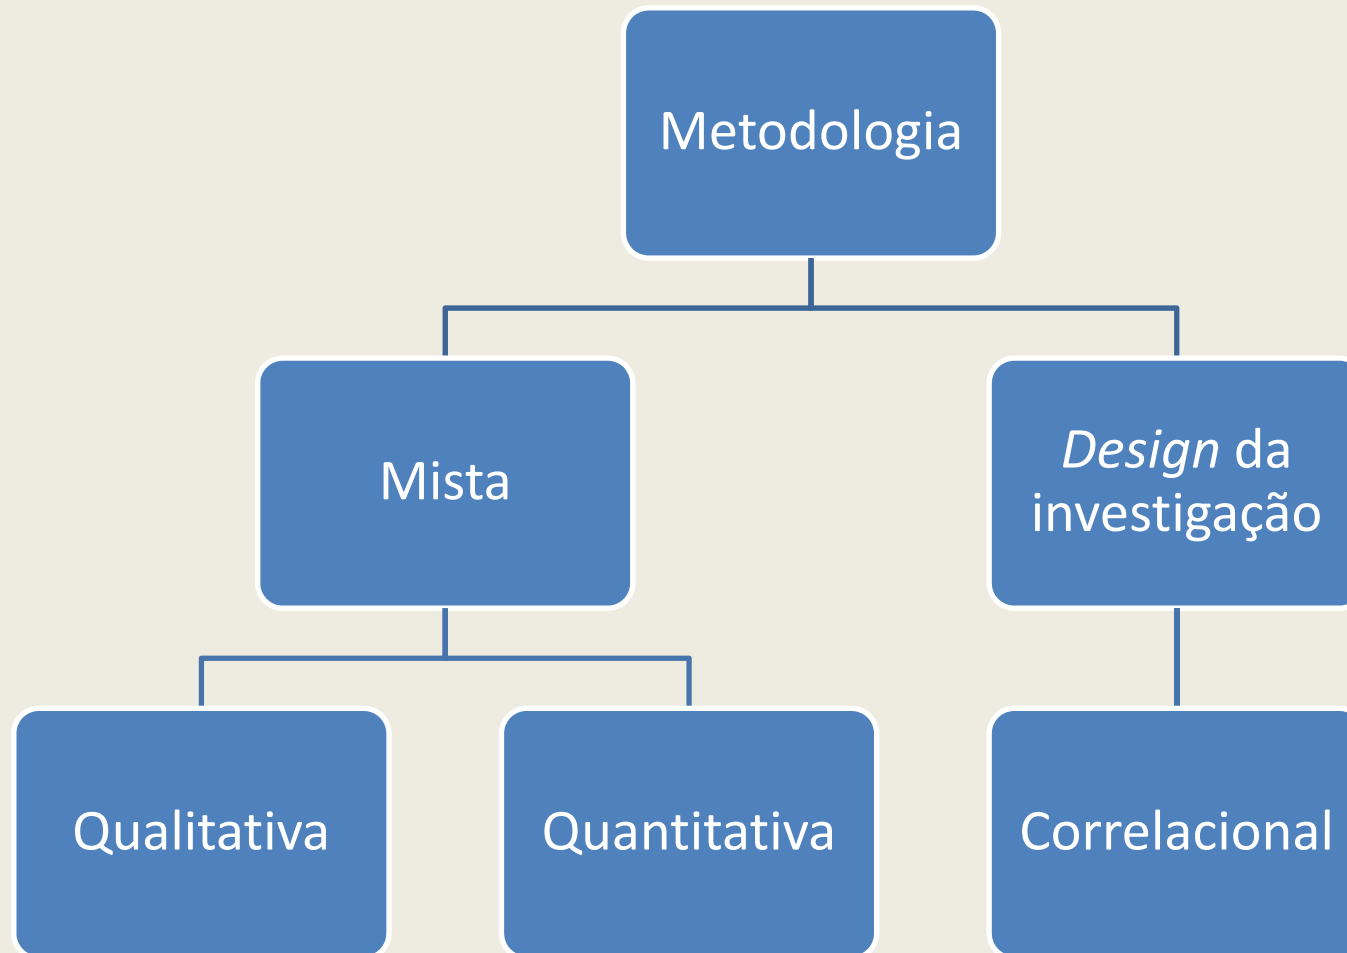 Metodologia
Mista
Design da
investigação
Qualitativa
Quantitativa
Correlacional